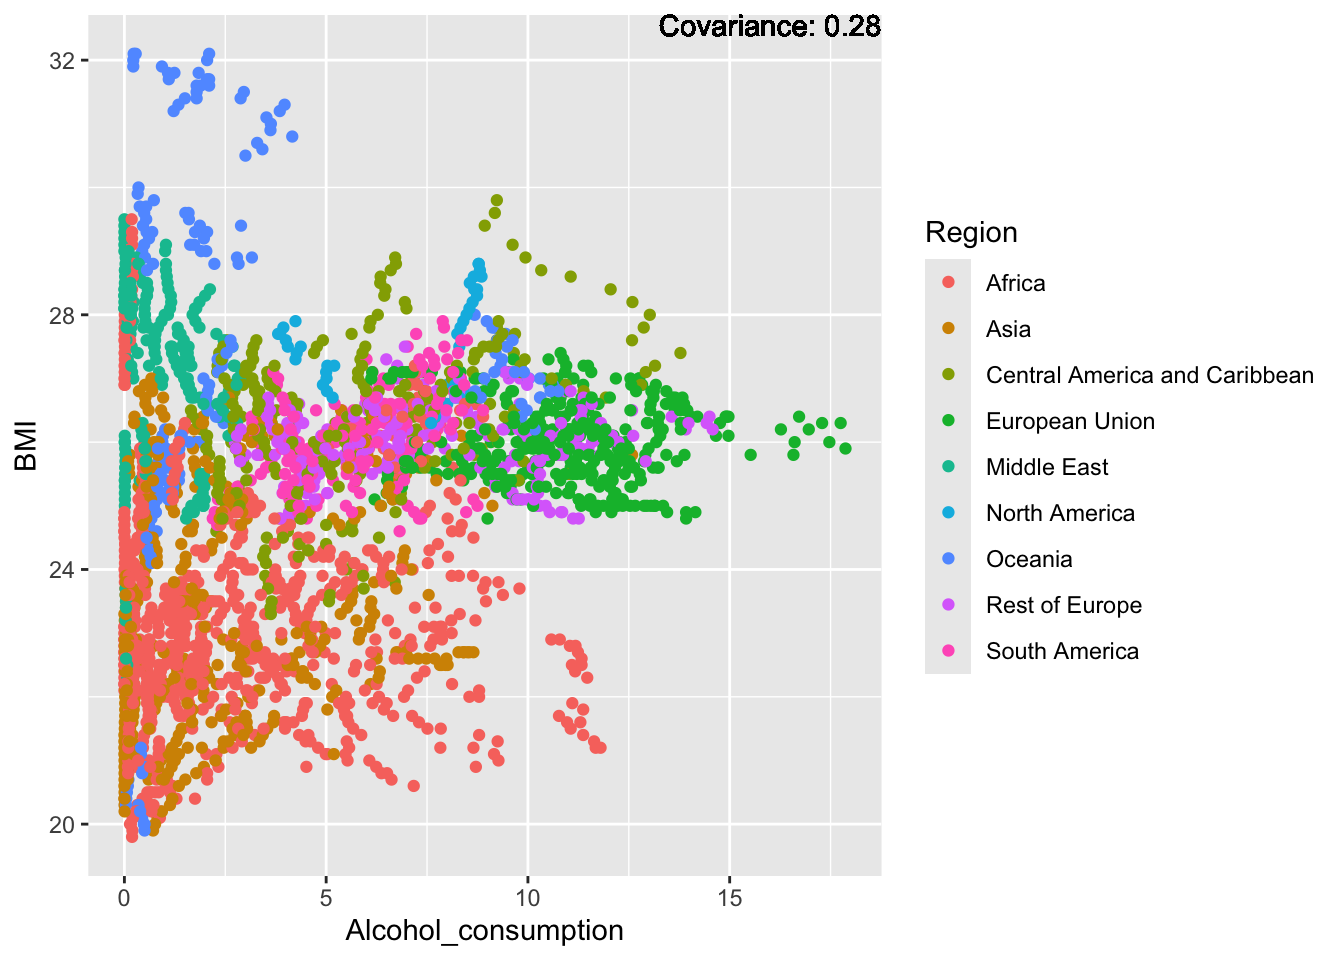 Covariance: 0.28
32
28
24
20
BMI
0
5
10
15
Alcohol_consumption
Region
Africa
Asia
Central America and Caribbean
European Union
Middle East
North America
Oceania
Rest of Europe
South America